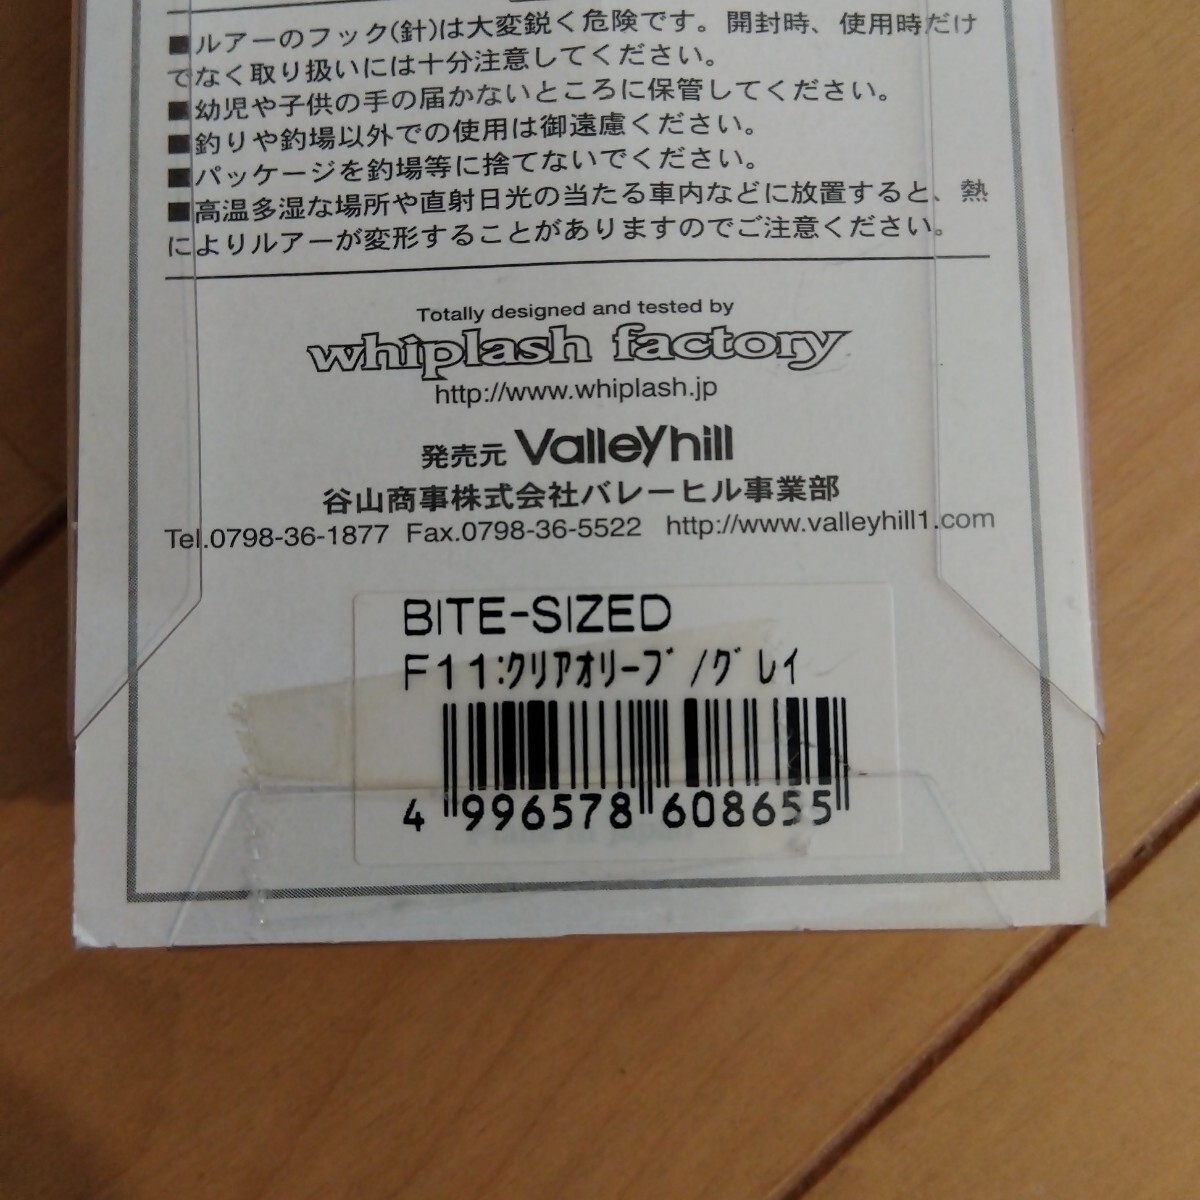 ■ルアーのフック(針)は大変鋭く危険です。開封時、使用時だけ
でなく取り扱いには十分注意してください。
■幼児や子供の手の届かないところに保管してください。
■釣りや釣場以外での使用は御遠慮ください。
■パッケージを釣場等に捨てないでください。
■高温多湿な場所や直射日光の当たる車内などに放置すると、熱
によりルアーが変形することがありますのでご注意ください。
Totally designed and tested by
whiplash factory
http://www.whiplash.jp
発売元 Valleyhill
谷山商事株式会社バレーヒル事業部
Tel.0798-36-1877 Fax.0798-36-5522 http://www.valleyhill1.com
BITE-SIZED
F11:ｸﾘｱｵﾘｰﾌﾞ/ｸﾞﾚｲ
4 996578 608655